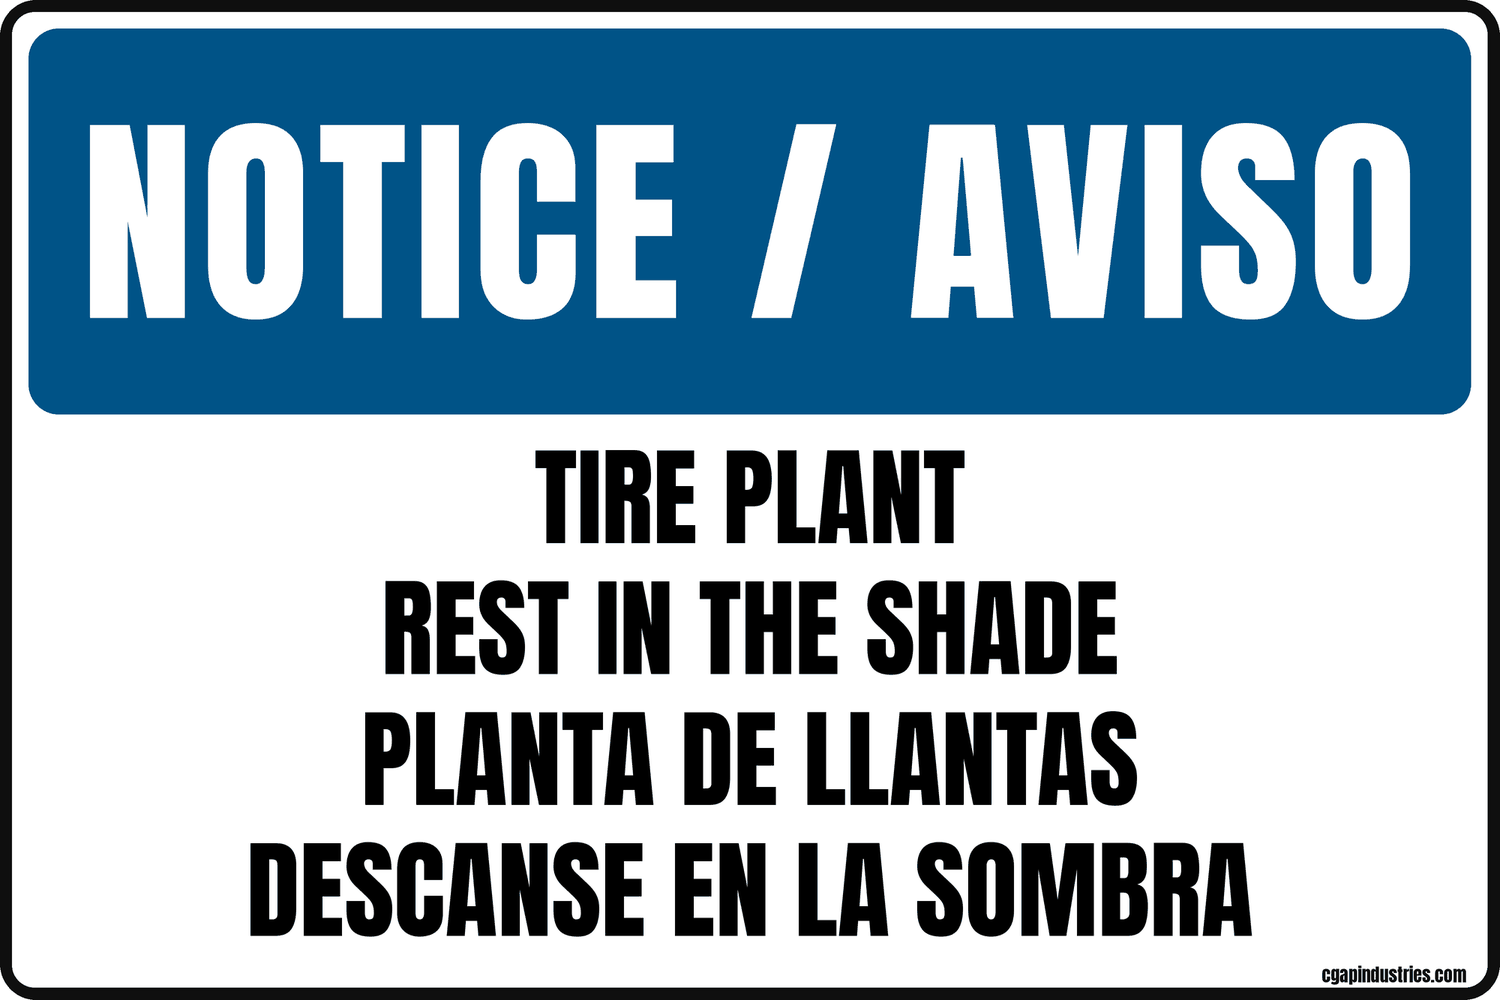 NOTICE / AVISO
TIRE PLANT
REST IN THE SHADE
PLANTA DE LLANTAS
DESCANSE EN LA SOMBRA
cgapindustries.com